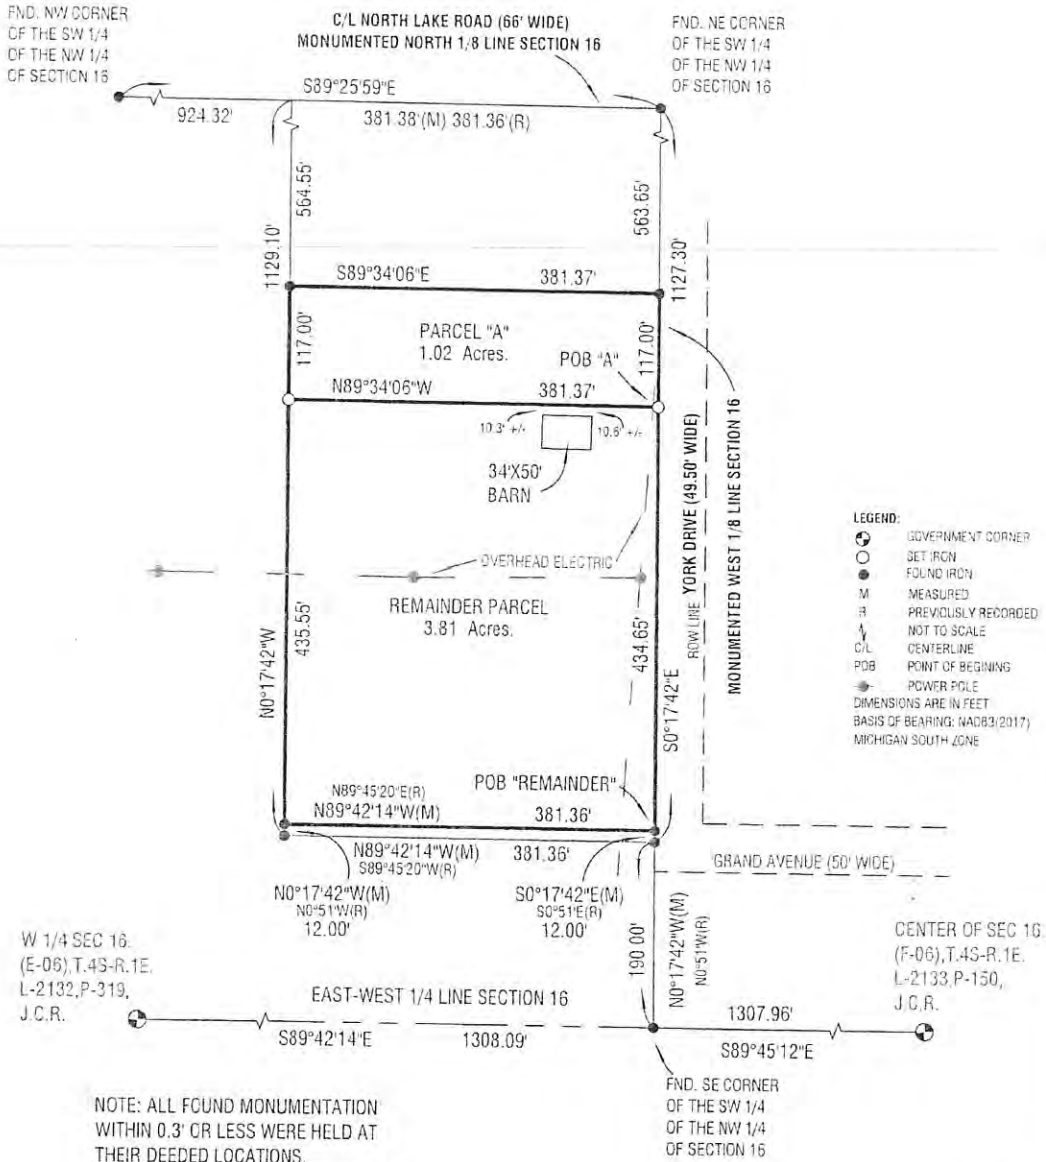 FND. NW CORNER
OF THE SW 1/4
OF THE NW 1/4
OF SECTION 16
C/L NORTH LAKE ROAD (66' WIDE)
MONUMENTED NORTH 1/8 LINE SECTION 16
FND. NE CORNER
OF THE SW 1/4
OF THE NW 1/4
OF SECTION 16
S89°25'59"E
924.32'
381.38'(M) 381.36'(R)
564.55'
563.65'
1129.10'
1127.30'
S89°34'06"E
381.37'
117.00'
PARCEL "A"
1.02 Acres.
POB "A"
117.00'
N89°34'06"W
381.37'
10.3' +/-
10.6' +/-
34'X50'
BARN
ROW LINE
YORK DRIVE (49.50' WIDE)
MONUMENTED WEST 1/8 LINE SECTION 16
OVERHEAD ELECTRIC
REMAINDER PARCEL
3.81 Acres.
435.55'
434.65'
N0°17'42"W
S0°17'42"E
LEGEND:
GOVERNMENT CORNER
SET IRON
FOUND IRON
M MEASURED
R PREVIOUSLY RECORDED
NOT TO SCALE
C/L CENTERLINE
POB POINT OF BEGINING
POWER POLE
DIMENSIONS ARE IN FEET
BASIS OF BEARING: NAD83(2017)
MICHIGAN SOUTH ZONE
POB "REMAINDER"
N89°45'20"E(R)
N89°42'14"W(M)
381.36'
N89°42'14"W(M)
381.36'
S89°45'20"W(R)
N0°17'42"W(M)
N0°51'W(R)
12.00'
S0°17'42"E(M)
S0°51'E(R)
12.00'
GRAND AVENUE (50' WIDE)
190.00'
N0°17'42"W(M)
N0°51'W(R)
W 1/4 SEC 16.
(E-06),T.4S-R.1E.
L-2132,P-319,
J.C.R.
CENTER OF SEC 16.
(F-06),T.4S-R.1E.
L-2133,P-150,
J.C.R.
EAST-WEST 1/4 LINE SECTION 16
S89°42'14"E
1308.09'
1307.96'
S89°45'12"E
FND. SE CORNER
OF THE SW 1/4
OF THE NW 1/4
OF SECTION 16
NOTE: ALL FOUND MONUMENTATION
WITHIN 0.3' OR LESS WERE HELD AT
THEIR DEEDED LOCATIONS.